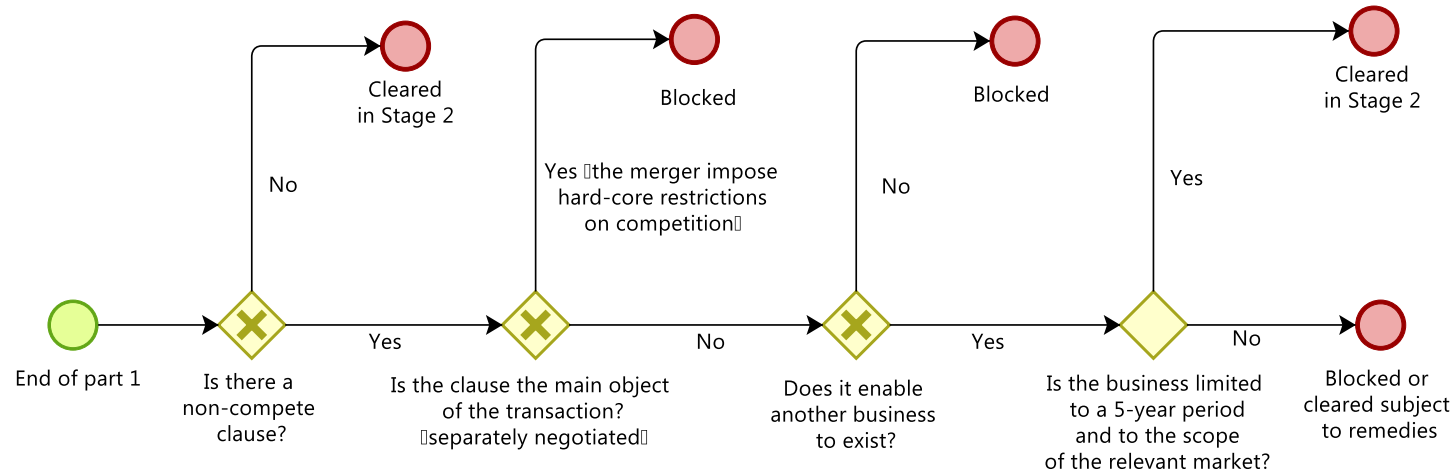 Cleared
in Stage 2
Blocked
Blocked
Cleared
in Stage 2
No
Yes ▯the merger impose
hard-core restrictions
on competition▯
No
Yes
Yes
No
Yes
No
End of part 1
Is there a
non-compete
clause?
Is the clause the main object
of the transaction?
▯separately negotiated▯
Does it enable
another business
to exist?
Is the business limited
to a 5-year period
and to the scope
of the relevant market?
Blocked or
cleared subject
to remedies